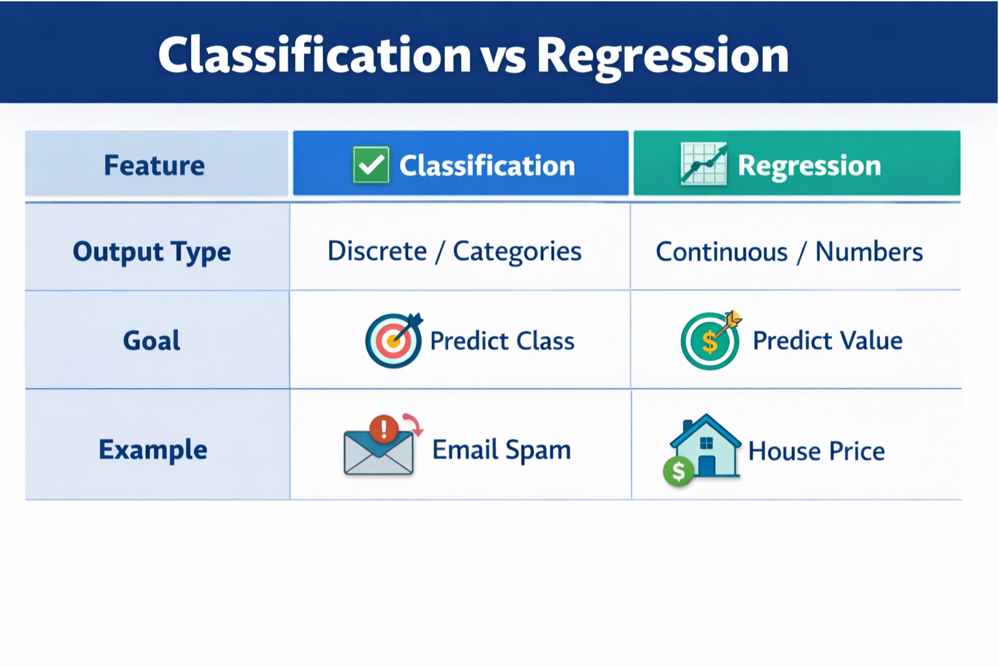 Classification vs Regression
Feature
Classification
Regression
Output Type
Discrete / Categories
Continuous / Numbers
Goal
Predict Class
$
Predict Value
Example
!
Email Spam
$
House Price